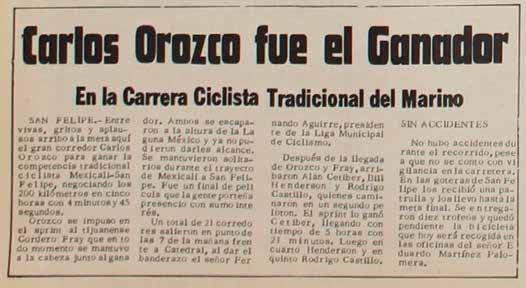 Carlos Orozco fue el Ganador
En la Carrera Ciclista Tradicional del Marino
SAN FELIPE.- Entre
vivas, gritos y aplau-
sos arribo a la meta aquí
el gran corredor Carlos
Orozco para ganar la
competencia tradicional
ciclista Mexicali-San
Felipe, negociando los
200 kilómetros en cinco
horas con 4 minutos y 45
segundos.
Orozco se impuso en
el sprint al tijuanense
Gordero Fray que en to
do momento se mantuvo
a la cabeza junto al gana
dor. Ambos se escapa-
ron a la altura de la La
guna México y ya no pu
dieron darles alcance.
Se mantuvieron solita-
rios durante el trayecto
de Mexicali a San Feli-
pe. Fue un final de peli
cula que la gente porteña
presencio con sumo inte
rés.
Un total de 21 corredo
res salieron en punto de
las 7 de la mañana fren
te a Catedral, al dar el
banderazo el señor Fer
nando Aguirre, presiden
te de la Liga Municipal
de Ciclismo.
Después de la llegada
de Orozco y Fray, arri-
baron Alan Cetiber, Bill
Henderson y Rodrigo Cas-
tillo, quienes camina-
ron en un segundo pe
loton. El sprint lo ganó
Cetiber, llegando con
tiempo de 5 horas con
21 minutos. Luego en
cuarto Henderson y en
quinto Rodrigo Castillo.
SIN ACCIDENTES
No hubo accidentes du
rante el recorrido, pese
a que no se conto con vi
gilancia en la carretera.
En las goteras de San Fe
lipe los recibió una pa-
trulla y los llevo hasta la
meta final. Se entrega-
ron diez trofeos y quedó
pendiente la bicicleta
que hoy será recogida en
las oficinas del señor E
duardo Martínez Palo-
mera.